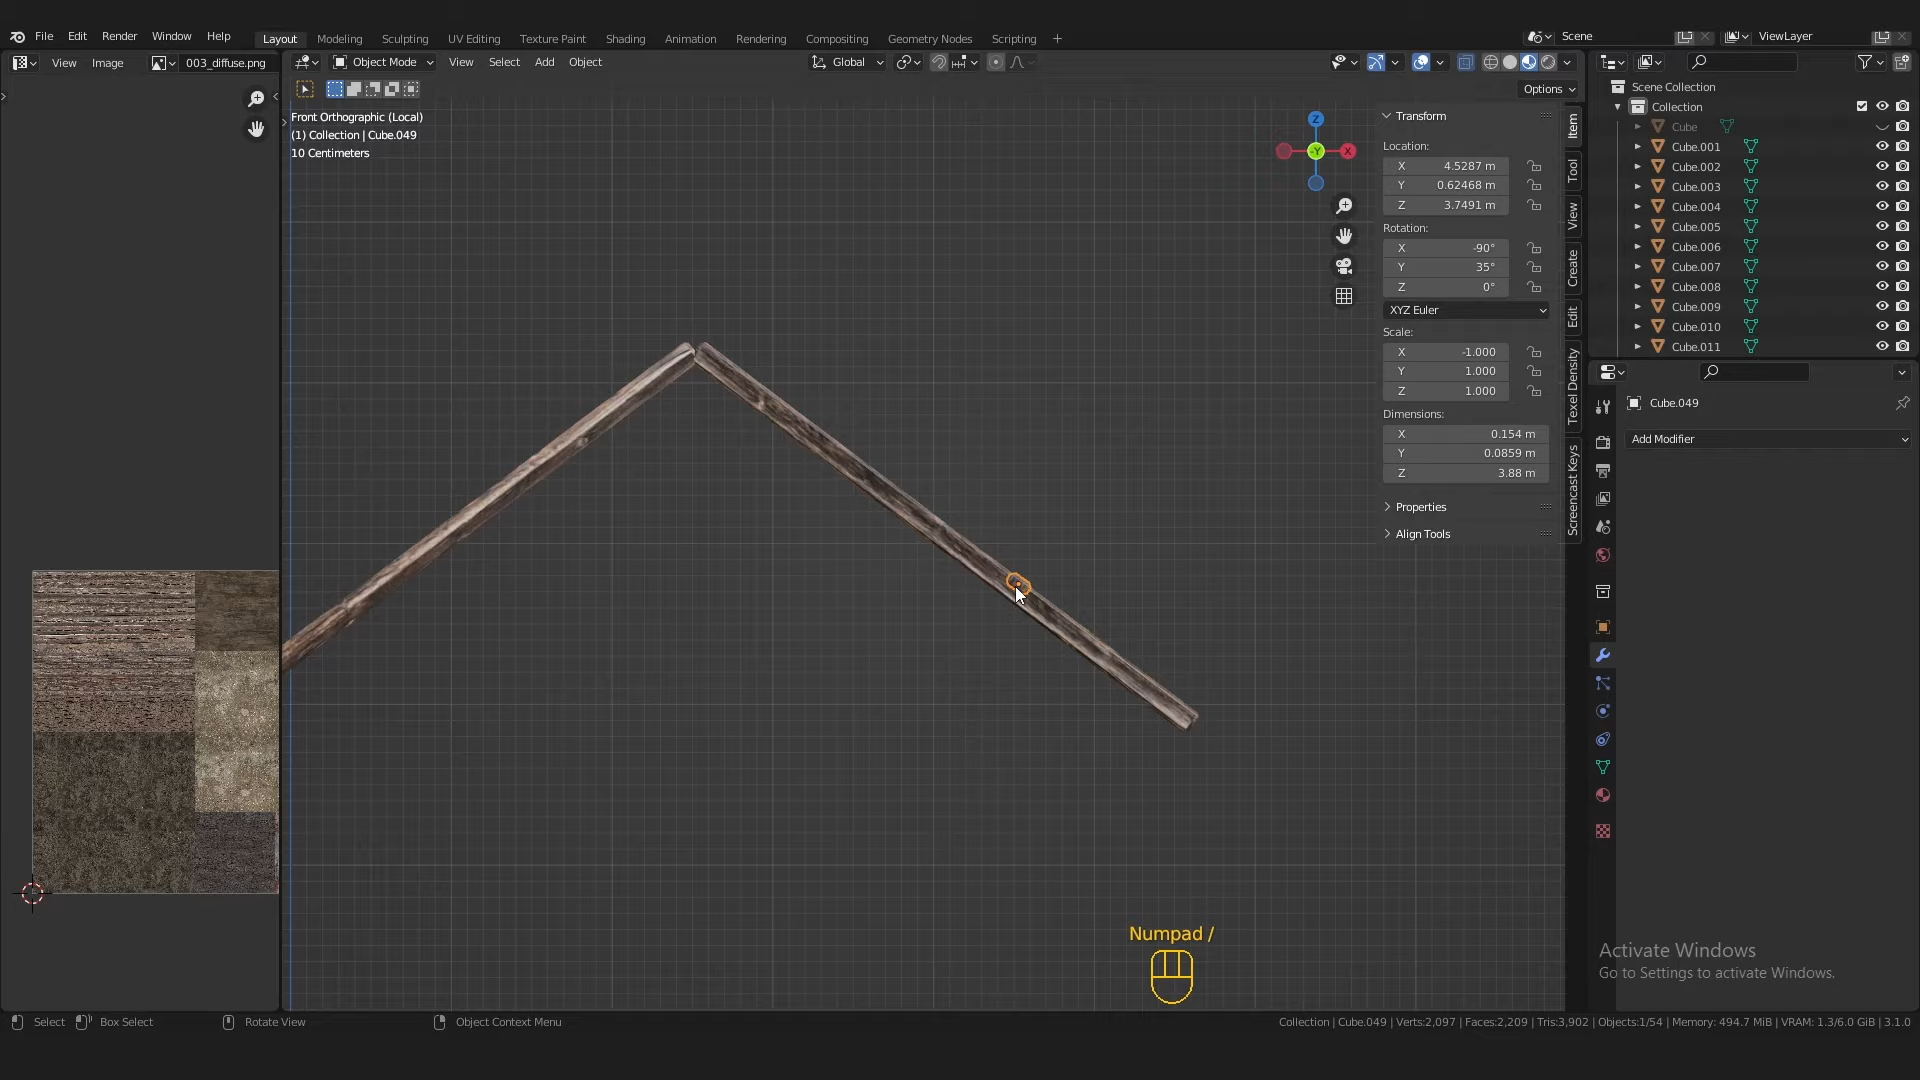 File Edit Render Window Help Layout Modeling Sculpting UV Editing Texture Paint Shading Animation Rendering Compositing Geometry Nodes Scripting + Scene ViewLayer
View Image 003_diffuse.png Object Mode View Select Add Object Global
Options
Front Orthographic (Local)
(1) Collection | Cube.049
10 Centimeters
Z
-Y
X
Transform
Location:
X 4.5287 m
Y 0.62468 m
Z 3.7491 m
Rotation:
X -90°
Y 35°
Z 0°
XYZ Euler
Scale:
X -1.000
Y 1.000
Z 1.000
Dimensions:
X 0.154 m
Y 0.0859 m
Z 3.88 m
Properties
Align Tools
Item
Tool
View
Create
Edit
Texel Density
Screencast Keys
Scene Collection
Collection
Cube
Cube.001
Cube.002
Cube.003
Cube.004
Cube.005
Cube.006
Cube.007
Cube.008
Cube.009
Cube.010
Cube.011
Cube.049
Add Modifier
Numpad /
Activate Windows
Go to Settings to activate Windows.
Select Box Select Rotate View Object Context Menu Collection | Cube.049 | Verts:2,097 | Faces:2,209 | Tris:3,902 | Objects:1/54 | Memory: 494.7 MiB | VRAM: 1.3/6.0 GiB | 3.1.0